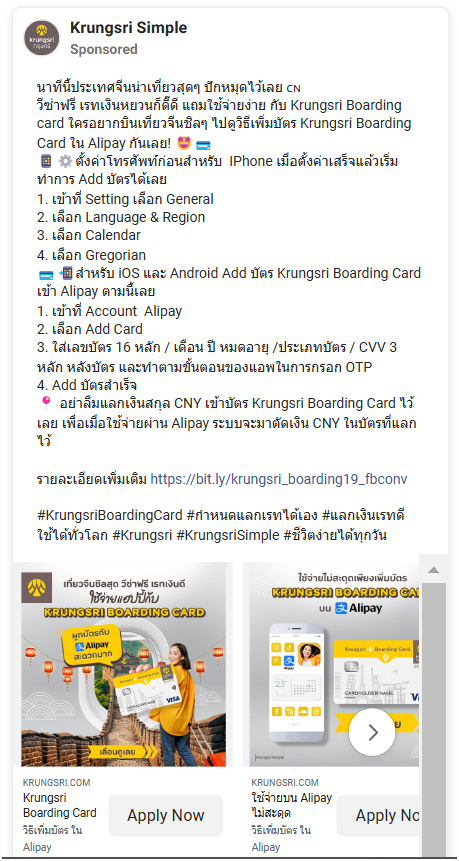 Krungsri Simple
Sponsored
krungsri
กรุงศรี
นาทีนี้ประเทศจีนน่าเที่ยวสุดๆ ปักหมุดไว้เลย CN
วีซ่าฟรี เรทเงินหยวนก็ดี๊ดี แถมใช้จ่ายง่าย กับ Krungsri Boarding
card ใครอยากบินเที่ยวจีนชิลๆ ไปดูวิธีเพิ่มบัตร Krungsri Boarding
Card ใน Alipay กันเลย! 🤩 💳
📱 ⚙️ ตั้งค่าโทรศัพท์ก่อนสำหรับ IPhone เมื่อตั้งค่าเสร็จแล้วเริ่ม
ทำการ Add บัตรได้เลย
1. เข้าที่ Setting เลือก General
2. เลือก Language & Region
3. เลือก Calendar
4. เลือก Gregorian
💳 📲 สำหรับ iOS และ Android Add บัตร Krungsri Boarding Card
เข้า Alipay ตามนี้เลย
1. เข้าที่ Account Alipay
2. เลือก Add Card
3. ใส่เลขบัตร 16 หลัก / เดือน ปี หมดอายุ /ประเภทบัตร / CVV 3
หลัก หลังบัตร และทำตามขั้นตอนของแอพในการกรอก OTP
4. Add บัตรสำเร็จ
📍 อย่าลืมแลกเงินสกุล CNY เข้าบัตร Krungsri Boarding Card ไว้
เลย เพื่อเมื่อใช้จ่ายผ่าน Alipay ระบบจะมาตัดเงิน CNY ในบัตรที่แลก
ไว้
รายละเอียดเพิ่มเติม https://bit.ly/krungsri_boarding19_fbconv
#KrungsriBoardingCard #กำหนดแลกเรทได้เอง #แลกเงินเรทดี
ใช้ได้ทั่วโลก #Krungsri #KrungsriSimple #ชีวิตง่ายได้ทุกวัน
เที่ยวจีนชิลสุด วีซ่าฟรี เรทเงินดี
ใช้จ่ายแฮปปี้กับ
KRUNGSRI BOARDING CARD
ผูกบัตรกับ
Alipay
สะดวกมาก
Krungsri Boarding Card
VISA
เลื่อนดูเลย
ใช้จ่ายไม่สะดุดเพียงเพิ่มบัตร
KRUNGSRI BOARDING CARD
บน Alipay
Krungsri Boarding Card
CARDHOLDER NAME
VISA
23°
KRUNGSRI.COM
Krungsri
Boarding Card
วิธีเพิ่มบัตร ใน
Alipay
Apply Now
KRUNGSRI.COM
ใช้จ่ายบน Alipay
ไม่สะดุด
วิธีเพิ่มบัตร ใน
Alipay
Apply No